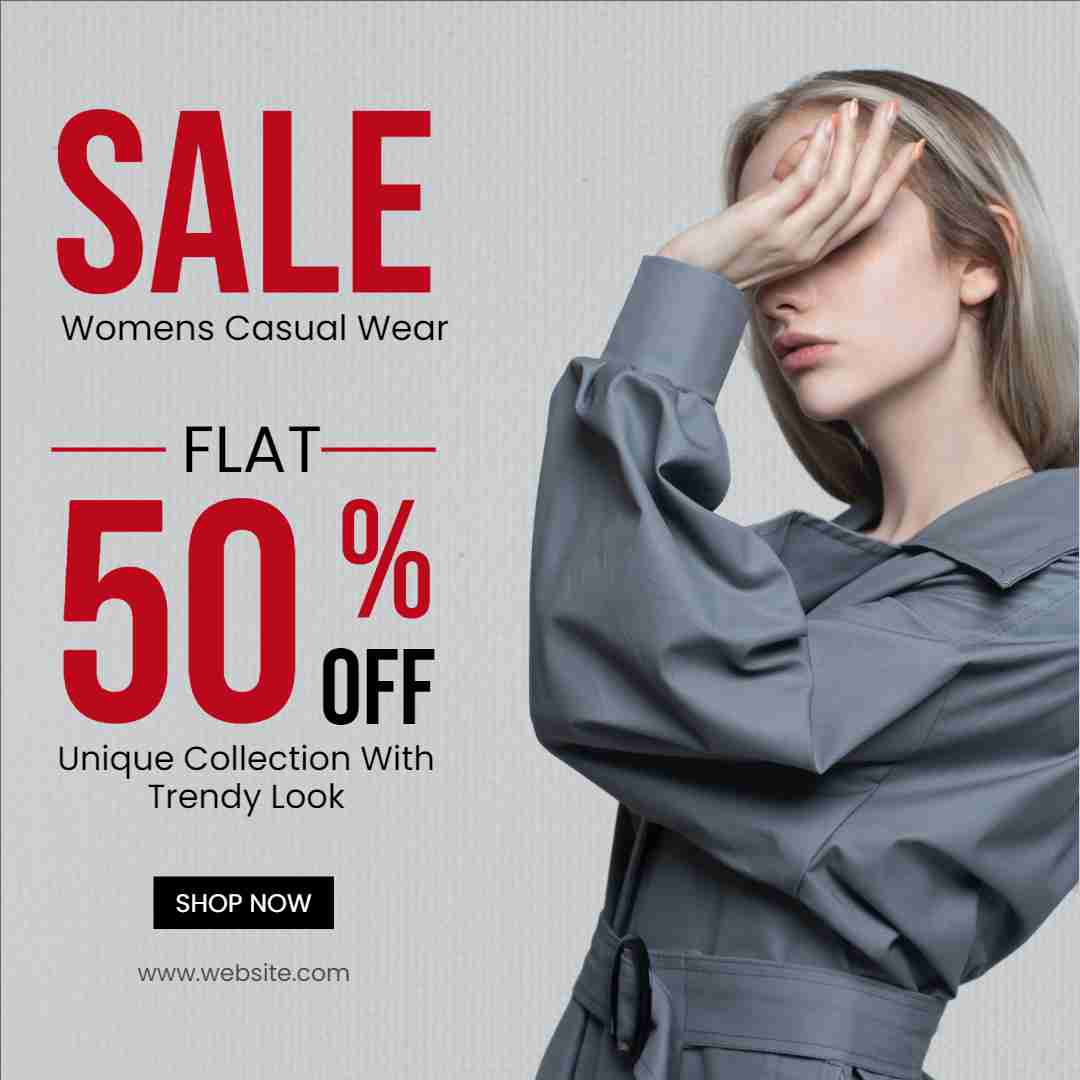 SALE
Womens Casual Wear
FLAT
50 %
OFF
Unique Collection With
Trendy Look
SHOP NOW
www.website.com